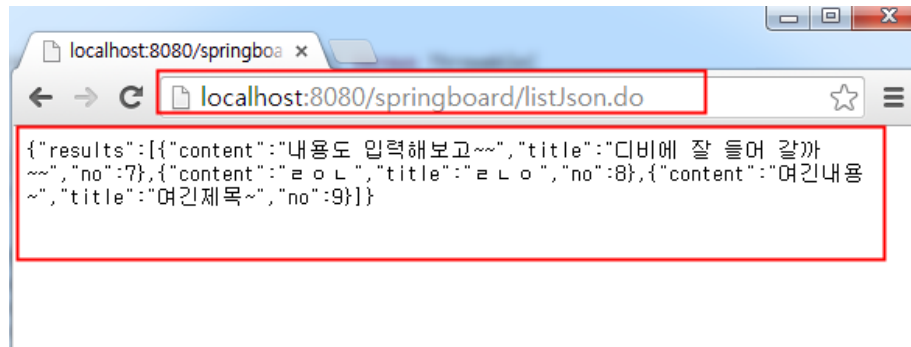 localhost:8080/springboa
localhost:8080/springboard/listJson.do
{"results":[{"content":"내용도 입력해보고~~","title":"디비에 잘 들어 갈까
~~","no":7},{"content":"ㄹㅇㄴ","title":"ㄹㄴㅇ","no":8},{"content":"여긴내용
~","title":"여긴제목~","no":9}]}